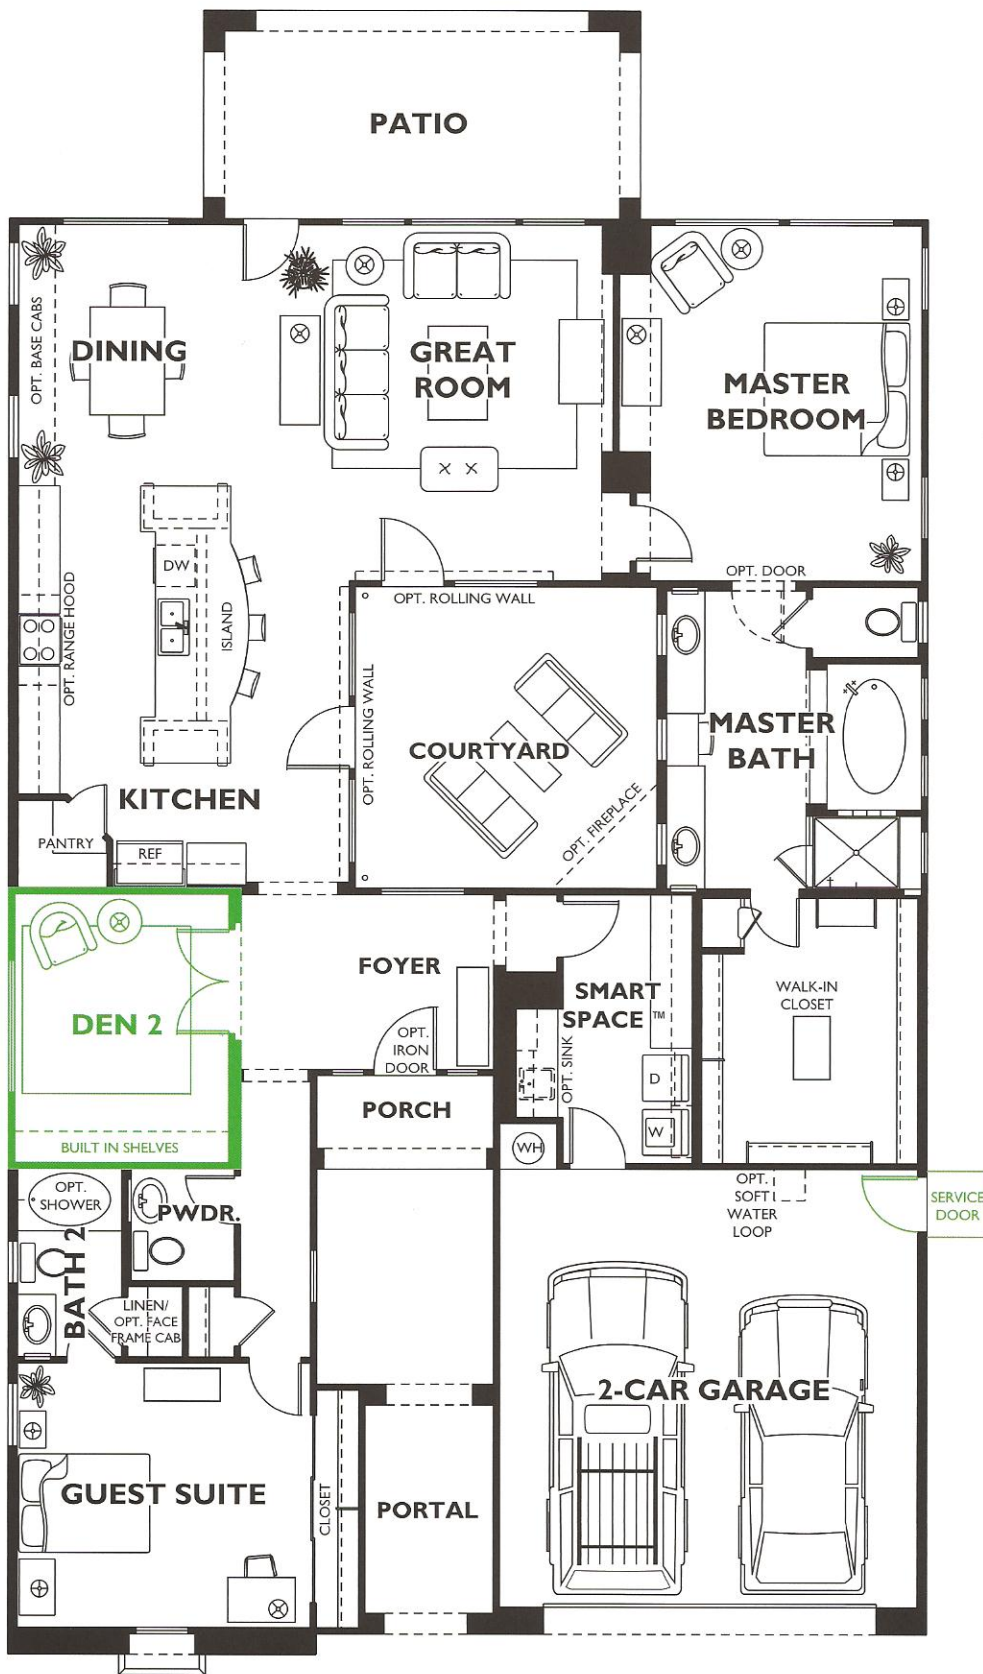 PATIO
OPT. BASE CABS
DINING
GREAT
ROOM
MASTER
BEDROOM
DW
ISLAND
OPT. RANGE HOOD
OPT. DOOR
OPT. ROLLING WALL
OPT. ROLLING WALL
COURTYARD
OPT. FIREPLACE
MASTER
BATH
KITCHEN
PANTRY
REF
DEN 2
BUILT IN SHELVES
FOYER
OPT.
IRON
DOOR
PORCH
SMART
SPACE™
OPT. SINK
D
W
WH
WALK-IN
CLOSET
OPT.
SHOWER
PWDR.
BATH 2
LINEN/
OPT. FACE
FRAME CAB
OPT.
SOFT
WATER
LOOP
SERVICE
DOOR
2-CAR GARAGE
GUEST SUITE
CLOSET
PORTAL